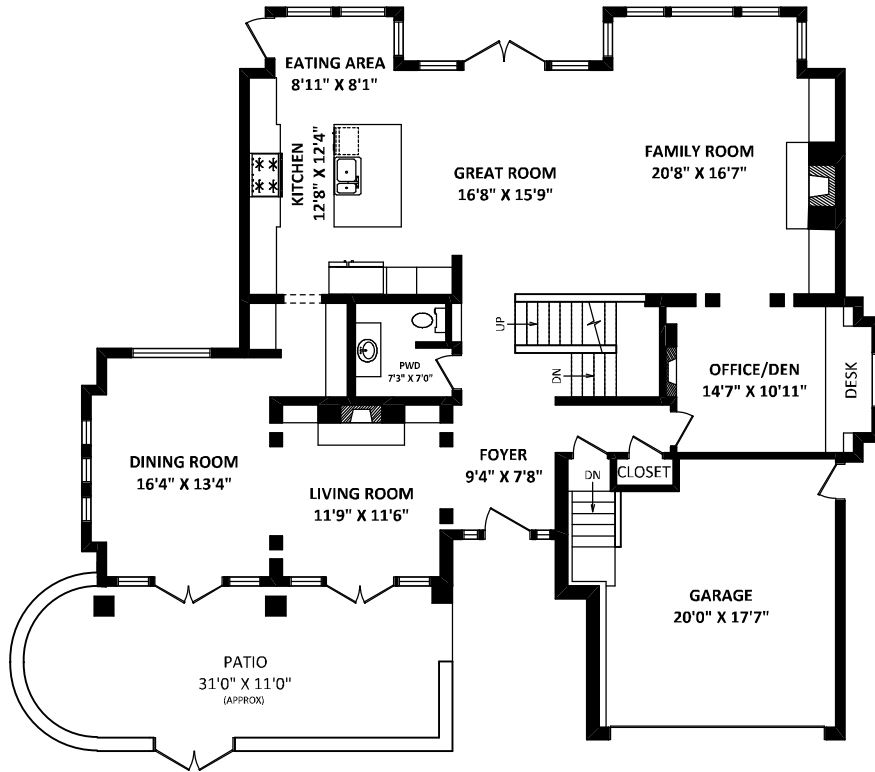 EATING AREA
8'11" X 8'1"
KITCHEN
12'8" X 12'4"
GREAT ROOM
16'8" X 15'9"
FAMILY ROOM
20'8" X 16'7"
UP
DN
PWD
7'3" X 7'0"
OFFICE/DEN
14'7" X 10'11"
DESK
DINING ROOM
16'4" X 13'4"
LIVING ROOM
11'9" X 11'6"
FOYER
9'4" X 7'8"
DN
CLOSET
GARAGE
20'0" X 17'7"
PATIO
31'0" X 11'0"
(APPROX)